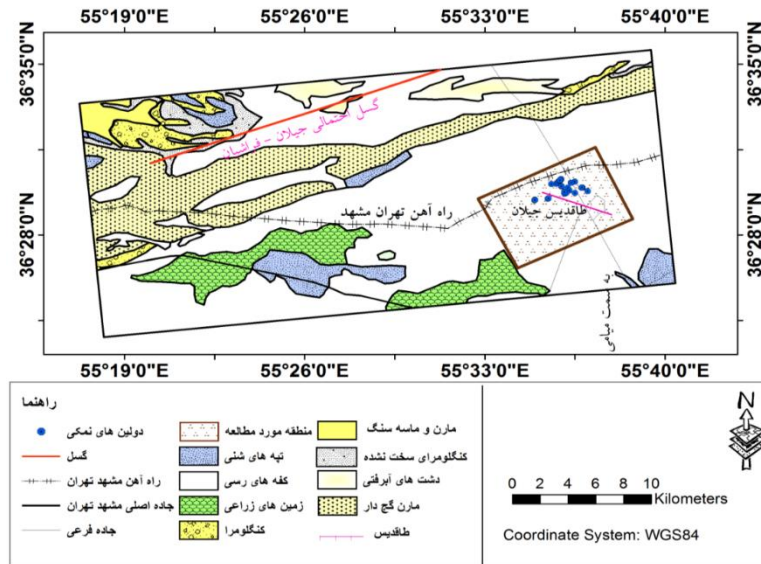 55°19'0"E 55°26'0"E 55°33'0"E 55°40'0"E
36°35'0"N 36°35'0"N
گسل احتمالی جیلان - فراشیان
راه آهن تهران مشهد
طاقدیس جیلان
36°28'0"N 36°28'0"N
به سمت میامی
55°19'0"E 55°26'0"E 55°33'0"E 55°40'0"E
راهنما
دولین های نمکی
گسل
راه آهن مشهد تهران
جاده اصلی مشهد تهران
جاده فرعی
منطقه مورد مطالعه
تپه های شنی
کفه های رسی
زمین های زراعی
کنگلومرا
مارن و ماسه سنگ
کنگلومرای سخت نشده
دشت های آبرفتی
مارن گچ دار
طاقدیس
N
0 2 4 6 8 10
Kilometers
Coordinate System: WGS84